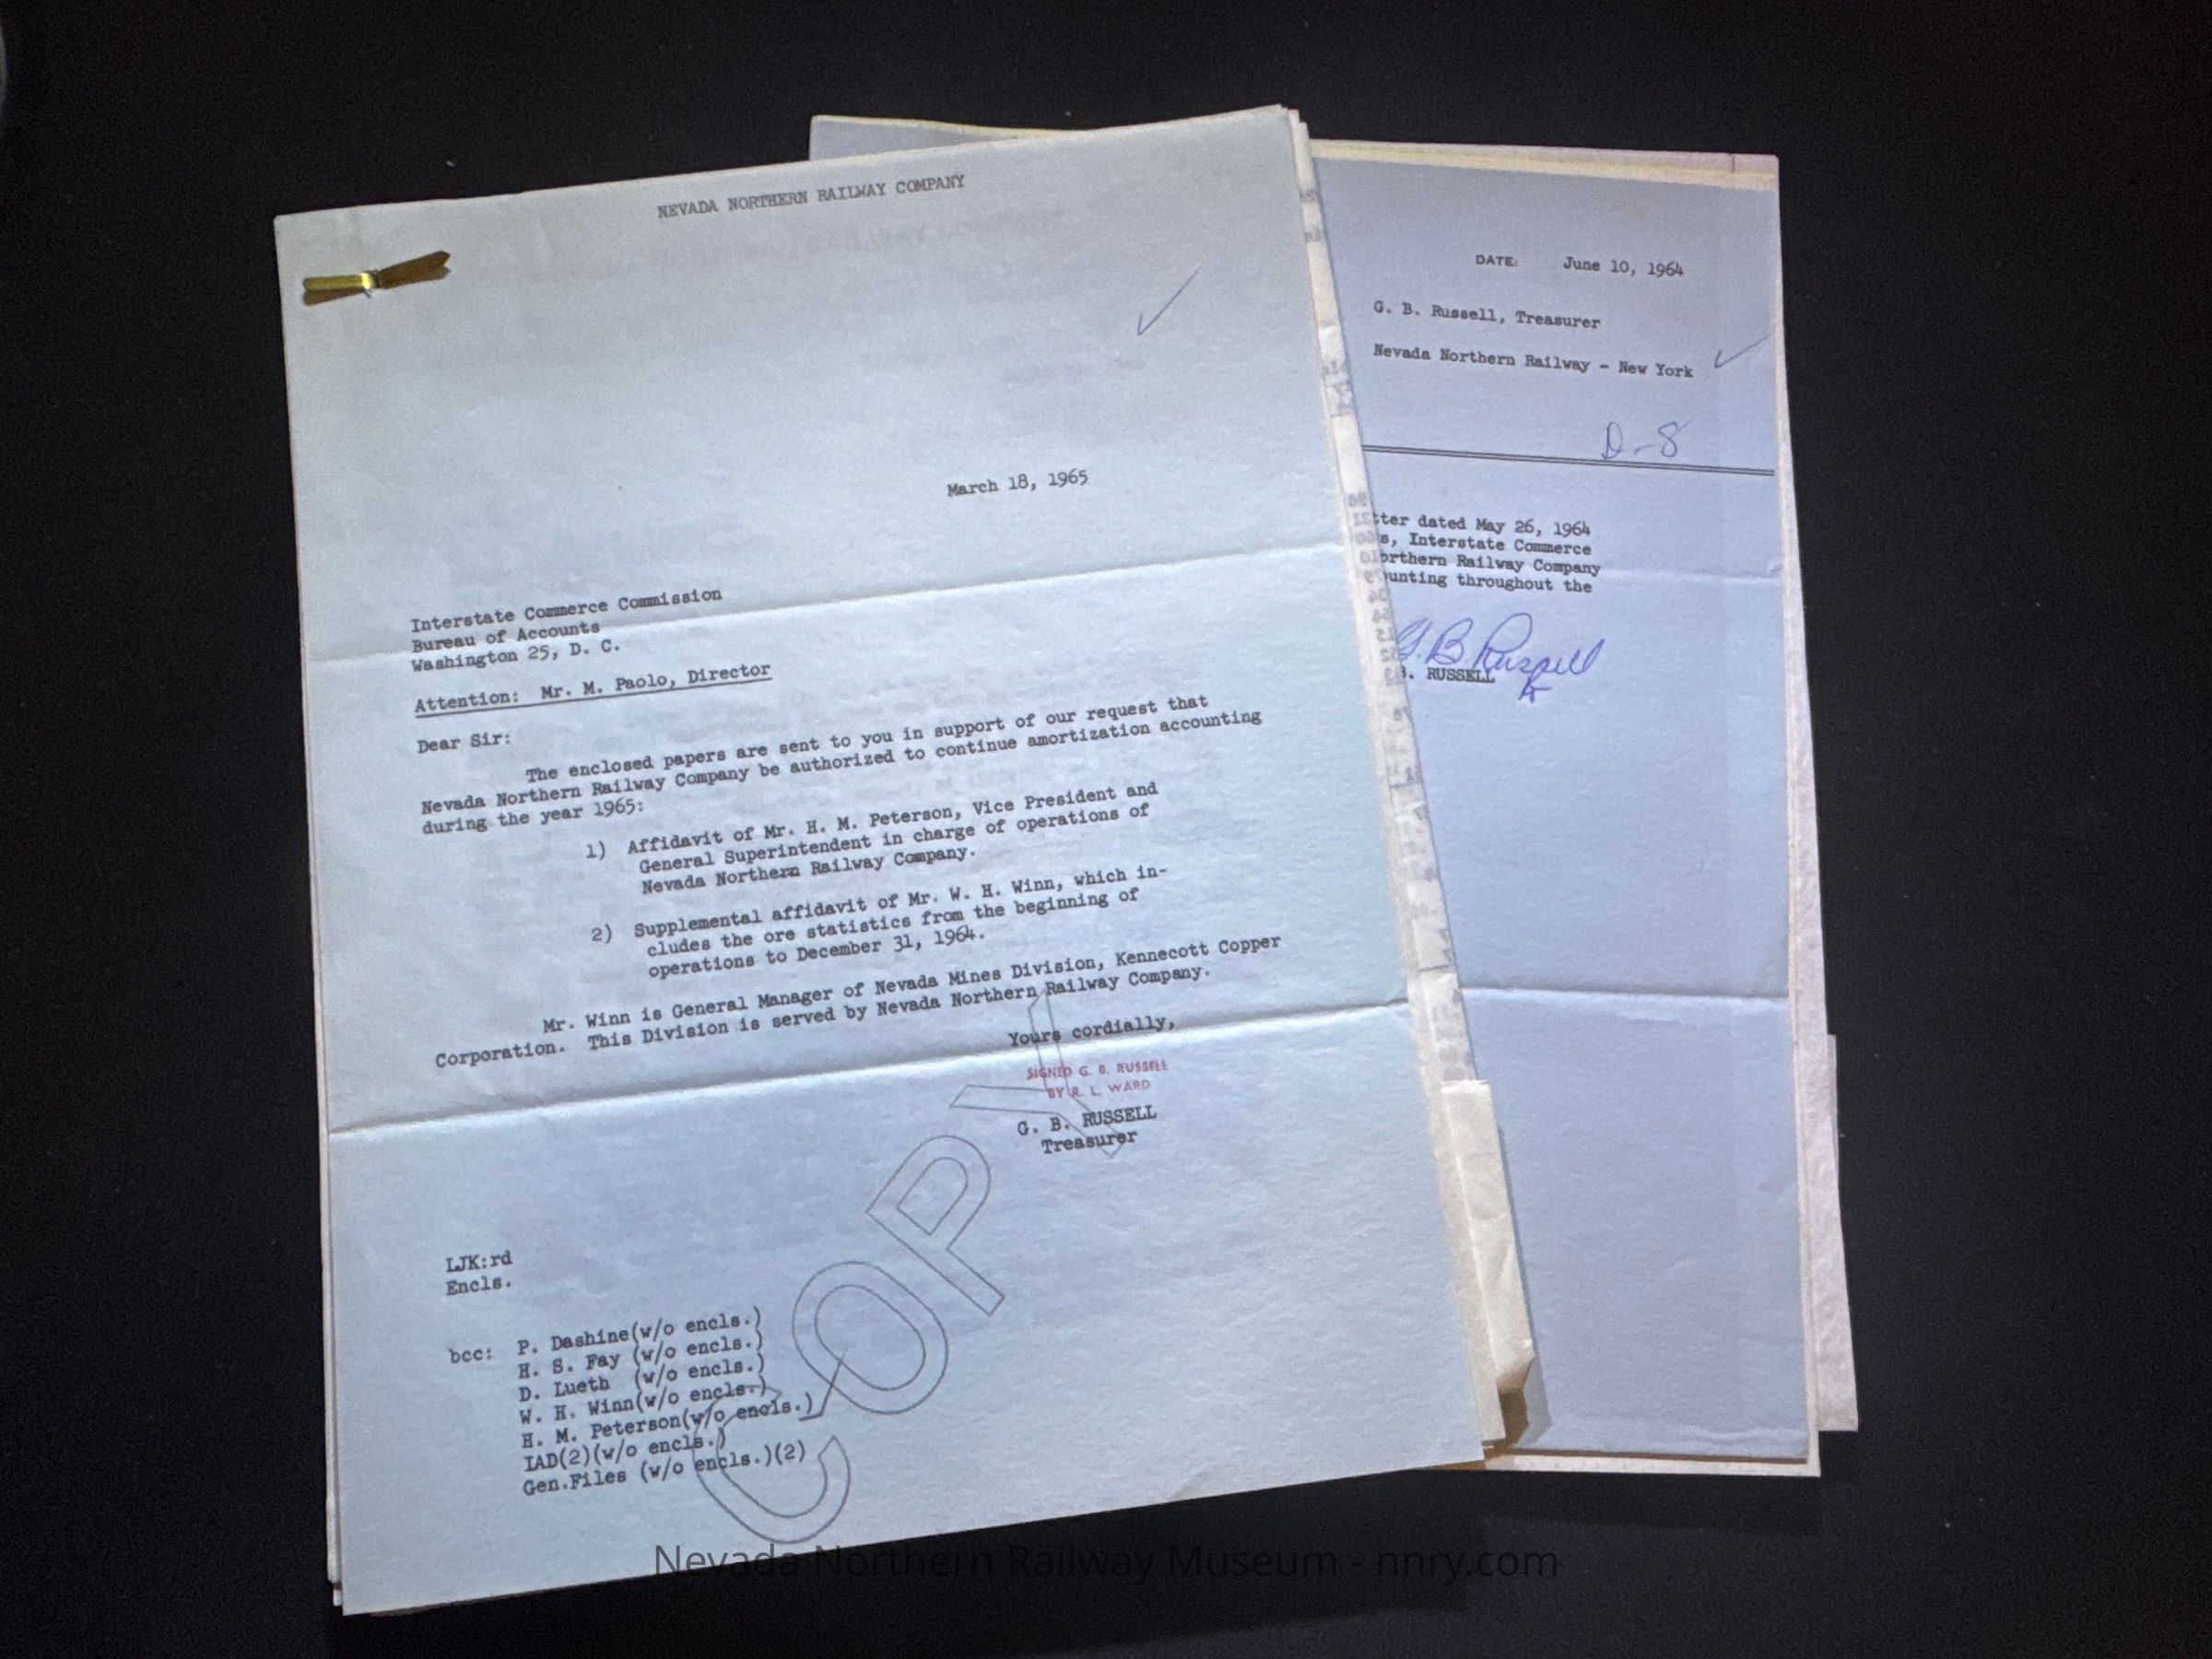 NEVADA NORTHERN RAILWAY COMPANY
March 18, 1965
Interstate Commerce Commission
Bureau of Accounts
Washington 25, D. C.
Attention: Mr. M. Paolo, Director
Dear Sir:
The enclosed papers are sent to you in support of our request that
Nevada Northern Railway Company be authorized to continue amortization accounting
during the year 1965:
1) Affidavit of Mr. H. M. Peterson, Vice President and
General Superintendent in charge of operations of
Nevada Northern Railway Company.
2) Supplemental affidavit of Mr. W. H. Winn, which in-
cludes the ore statistics from the beginning of
operations to December 31, 1964.
Mr. Winn is General Manager of Nevada Mines Division, Kennecott Copper
Corporation. This Division is served by Nevada Northern Railway Company.
Yours cordially,
SIGNED G. B. RUSSELL
BY R. L. WARD
G. B. RUSSELL
Treasurer
COPY
LJK:rd
Encls.
bcc: P. Dashine(w/o encls.)
H. S. Fay (w/o encls.)
D. Lueth (w/o encls.)
W. H. Winn(w/o encls.)
H. M. Peterson(w/o encls.)
IAD(2)(w/o encls.)
Gen.Files (w/o encls.)(2)
DATE: June 10, 1964
G. B. Russell, Treasurer
Nevada Northern Railway - New York
D-8
tter dated May 26, 1964
s, Interstate Commerce
orthern Railway Company
unting throughout the
G. B. Russell
B. RUSSELL
Nevada Northern Railway Museum - nnry.com